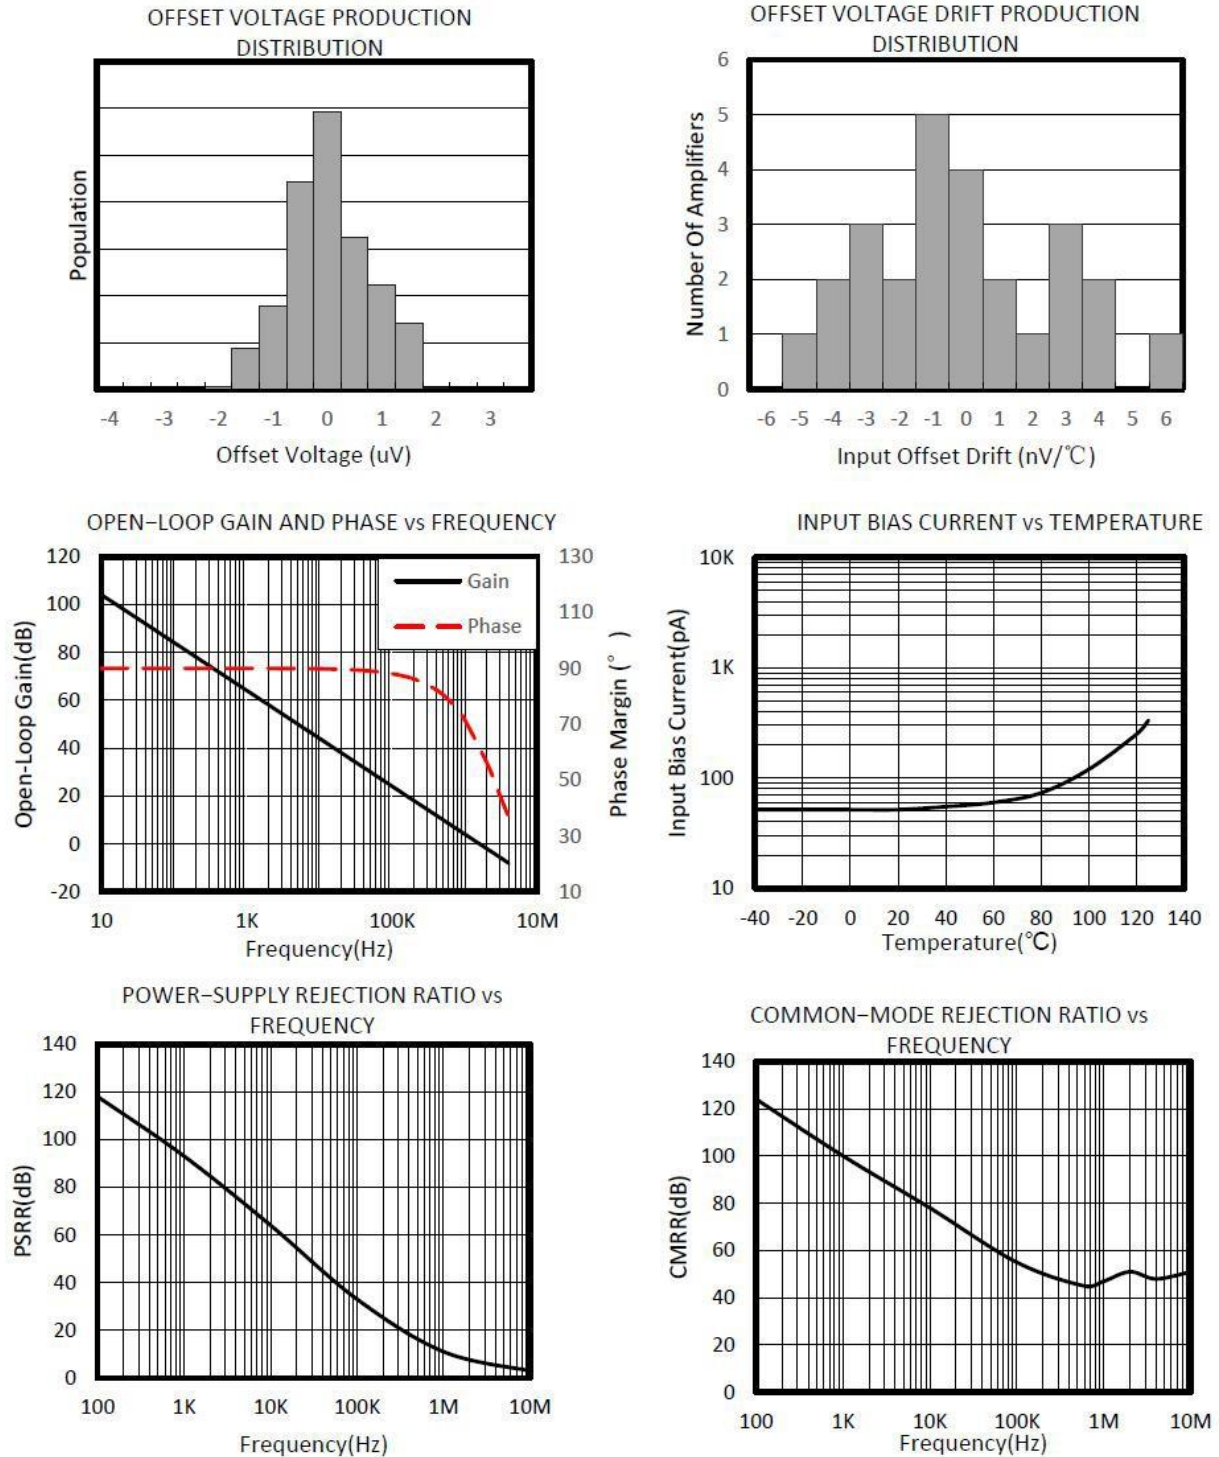 OFFSET VOLTAGE PRODUCTION
DISTRIBUTION
Population
-4 -3 -2 -1 0 1 2 3
Offset Voltage (uV)
OFFSET VOLTAGE DRIFT PRODUCTION
DISTRIBUTION
Number Of Amplifiers
6
5
4
3
2
1
0
-6 -5 -4 -3 -2 -1 0 1 2 3 4 5 6
Input Offset Drift (nV/℃)
OPEN−LOOP GAIN AND PHASE vs FREQUENCY
Open-Loop Gain(dB)
120
100
80
60
40
20
0
-20
Gain
Phase
130
110
90
70
50
30
10
Phase Margin (°)
10 1K 100K 10M
Frequency(Hz)
INPUT BIAS CURRENT vs TEMPERATURE
Input Bias Current(pA)
10K
1K
100
10
-40 -20 0 20 40 60 80 100 120 140
Temperature(℃)
POWER−SUPPLY REJECTION RATIO vs
FREQUENCY
PSRR(dB)
140
120
100
80
60
40
20
0
100 1K 10K 100K 1M 10M
Frequency(Hz)
COMMON−MODE REJECTION RATIO vs
FREQUENCY
CMRR(dB)
140
120
100
80
60
40
20
0
100 1K 10K 100K 1M 10M
Frequency(Hz)